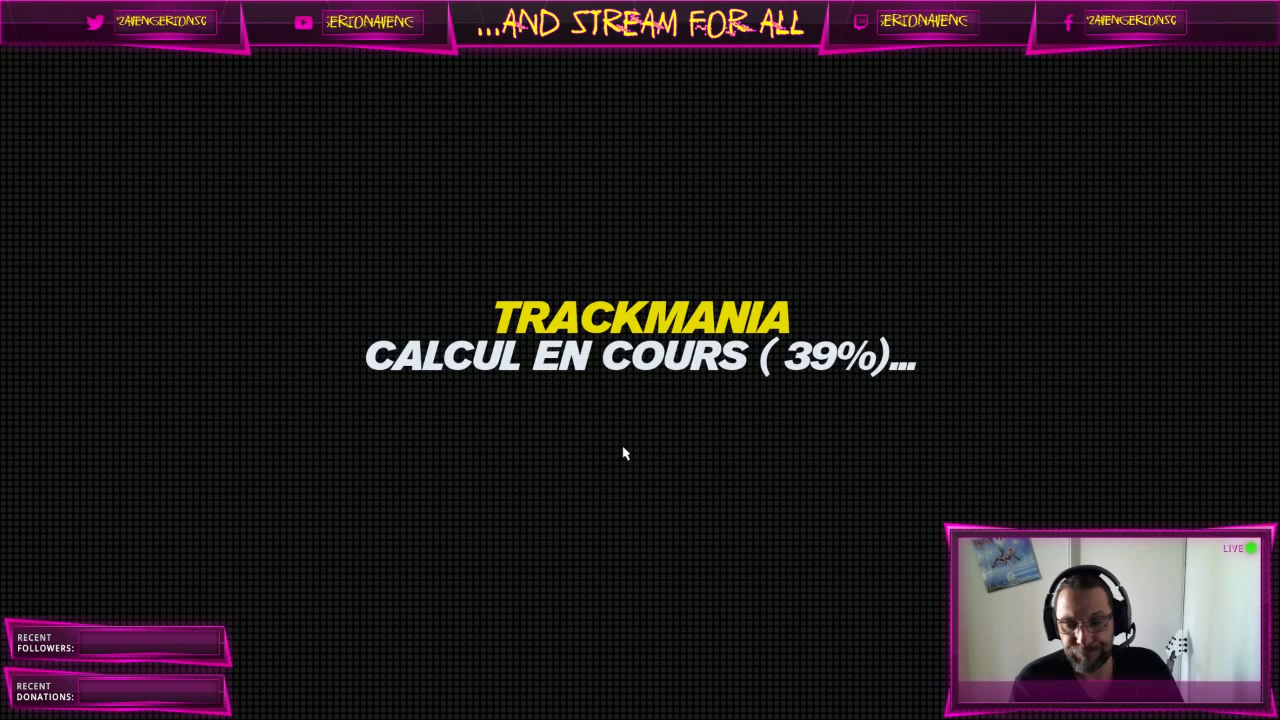 ...AND STREAM FOR ALL
TRACKMANIA
CALCUL EN COURS ( 39%)...
LIVE
RECENT
FOLLOWERS:
RECENT
DONATIONS: